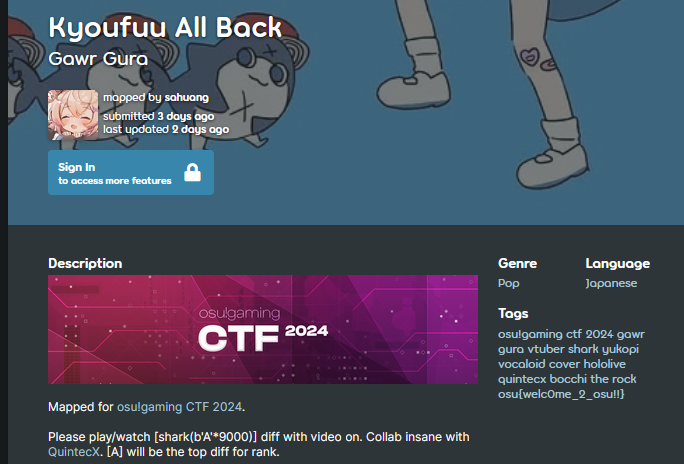 Kyoufuu All Back
Gawr Gura
mapped by sahuang
submitted 3 days ago
last updated 2 days ago
Sign In
to access more features
Description
osu!gaming
CTF 2024
Mapped for osu!gaming CTF 2024.
Please play/watch [shark(b'A'*9000)] diff with video on. Collab insane with
QuintecX. [A] will be the top diff for rank.
Genre
Pop
Language
Japanese
Tags
osu!gaming ctf 2024 gawr
gura vtuber shark yukopi
vocaloid cover hololive
quintecx bocchi the rock
osu{welc0me_2_osu!!}